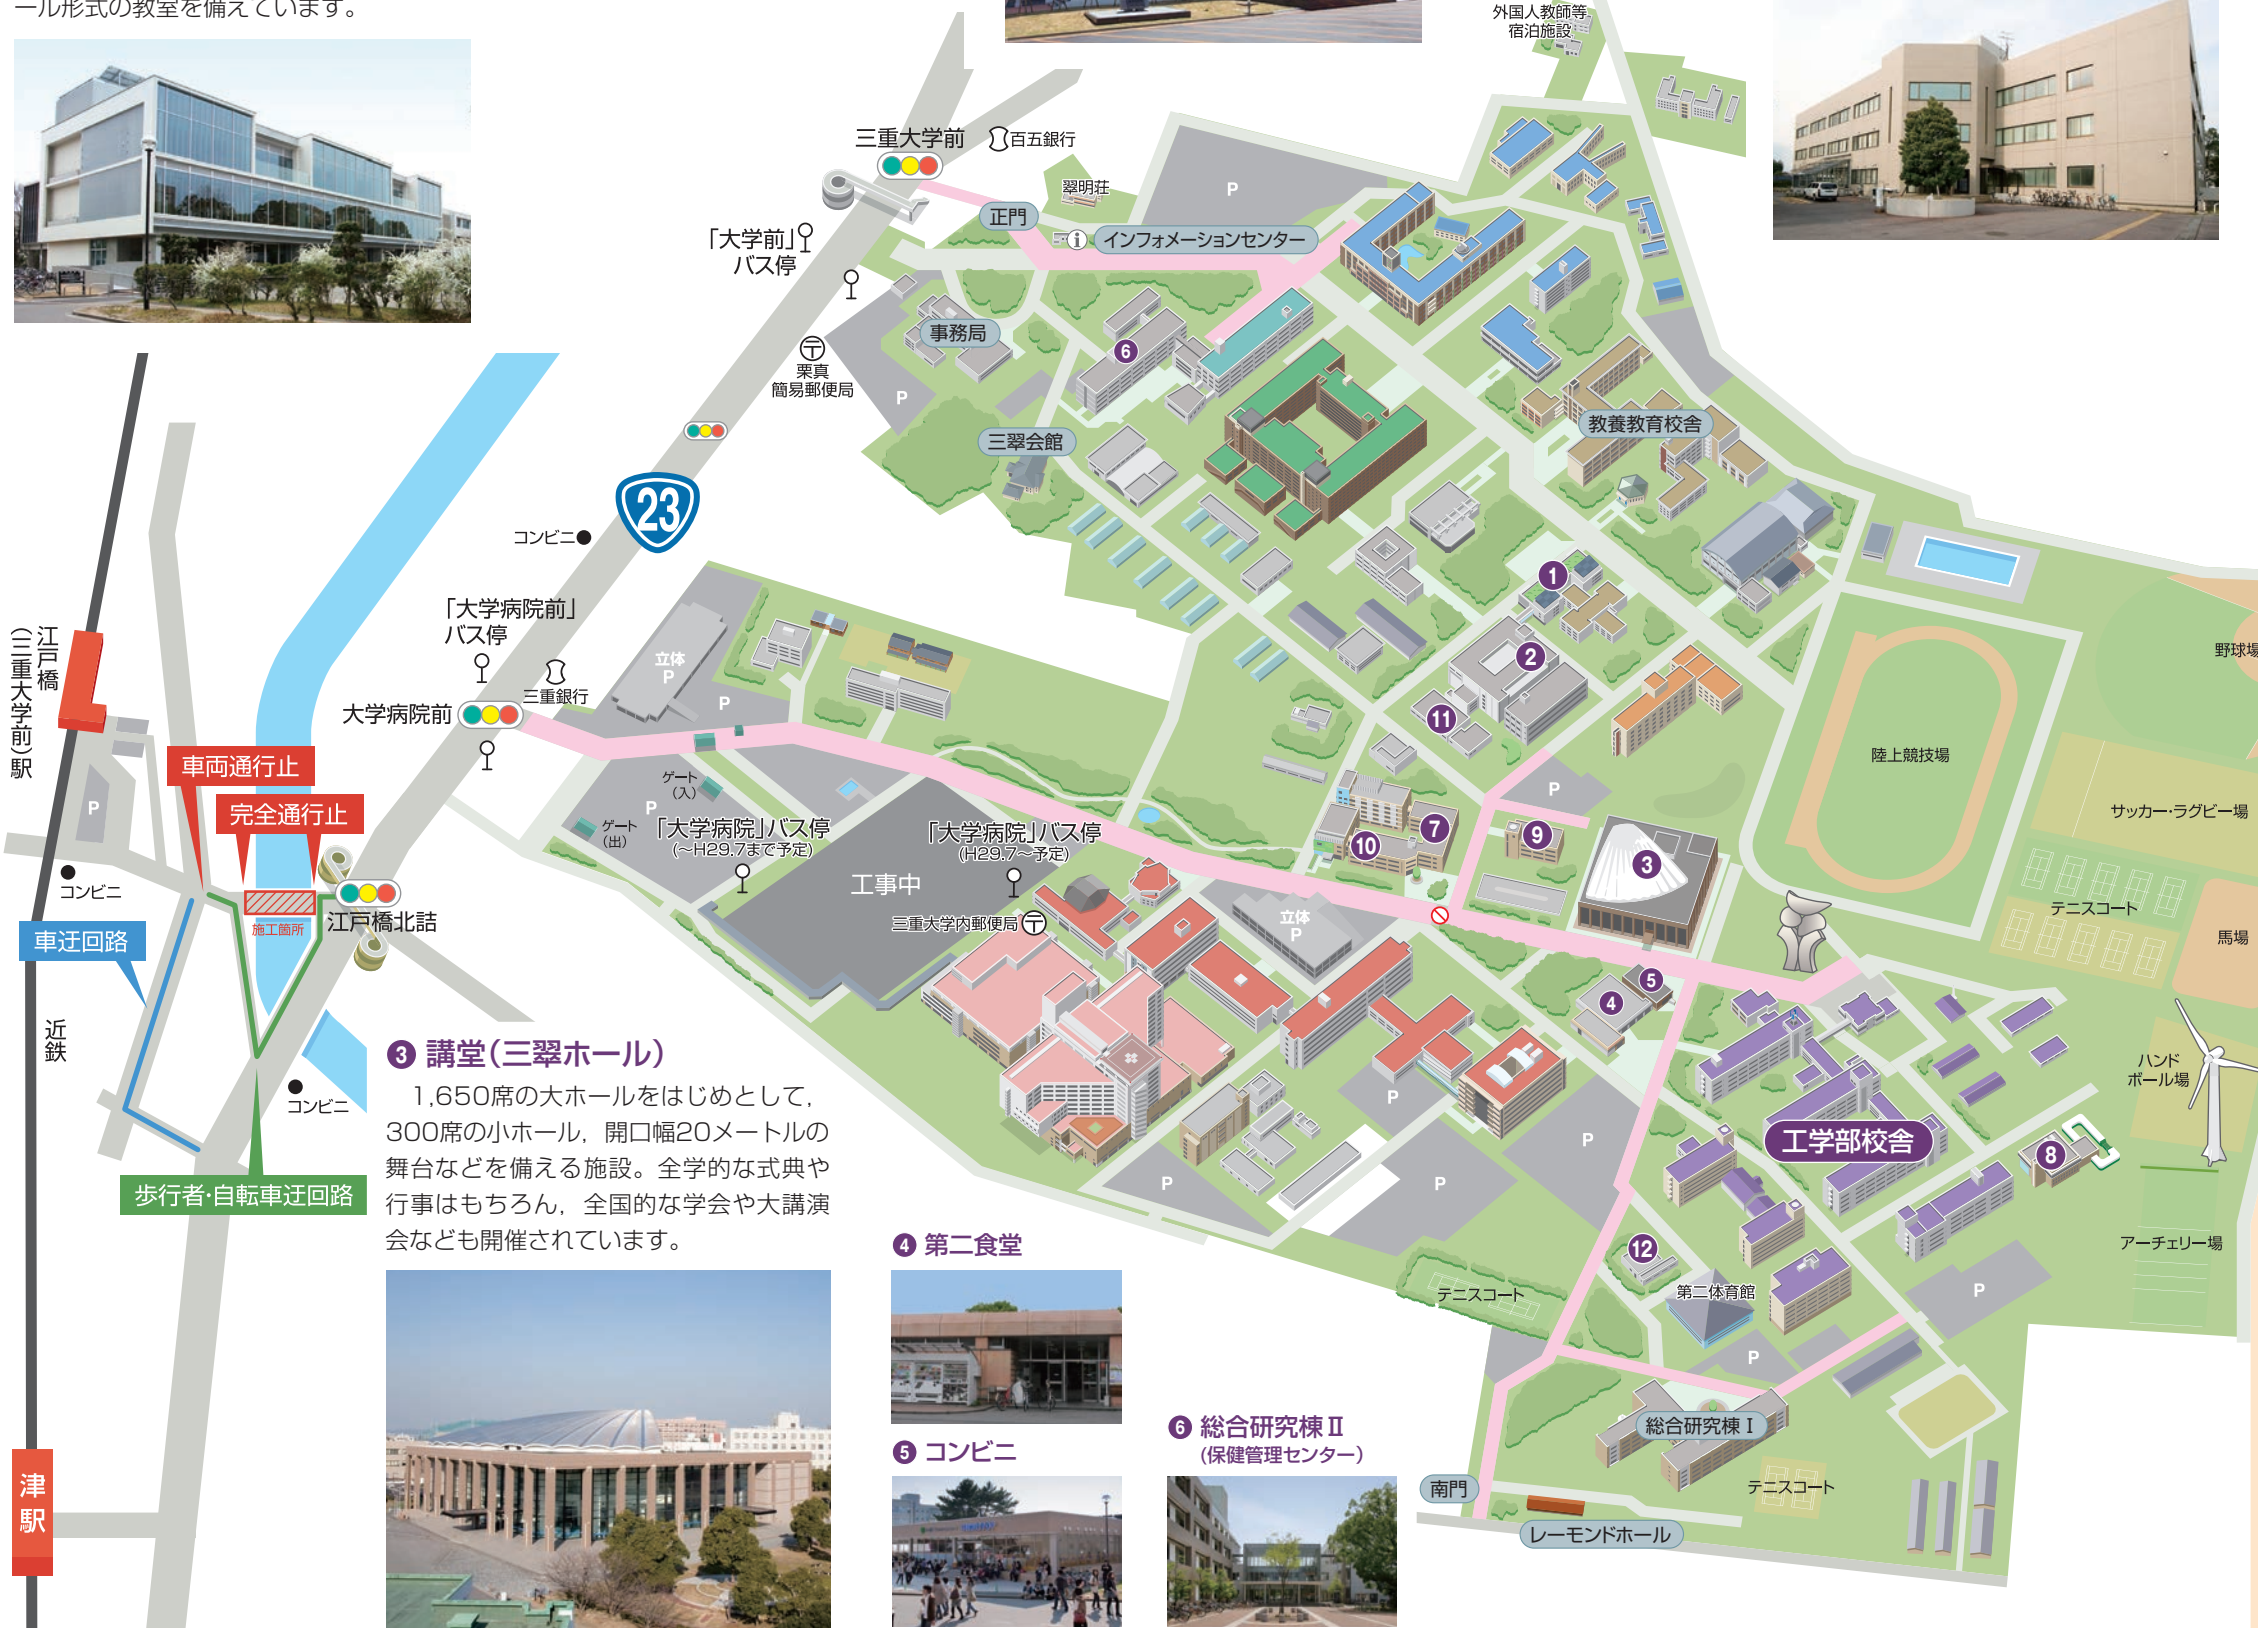 ール形式の教室を備えています。
外国人教師等
宿泊施設
三重大学前
百五銀行
翠明荘
P
正門
インフォメーションセンター
「大学前」
バス停
事務局
6
栗真
簡易郵便局
P
三翠会館
教養教育校舎
23
コンビニ
1
「大学病院前」
バス停
三重銀行
大学病院前
立体
P
P
2
11
江戸橋
(三重大学前)駅
野球場
陸上競技場
サッカー・ラグビー場
車両通行止
完全通行止
P
コンビニ
車迂回路
施工箇所
江戸橋北詰
ゲート
(入)
P
ゲート
(出)
「大学病院」バス停
(〜H29.7まで予定)
「大学病院」バス停
(H29.7〜予定)
工事中
三重大学内郵便局
立体
P
P
7
10
9
3
テニスコート
馬場
5
4
近鉄
コンビニ
歩行者・自転車迂回路
津駅
3 講堂(三翠ホール)
1,650席の大ホールをはじめとして，
300席の小ホール，開口幅20メートルの
舞台などを備える施設。全学的な式典や
行事はもちろん，全国的な学会や大講演
会なども開催されています。
P
P
P
P
ハンド
ボール場
工学部校舎
8
アーチェリー場
12
第二体育館
P
テニスコート
P
総合研究棟Ⅰ
テニスコート
南門
レーモンドホール
4 第二食堂
5 コンビニ
6 総合研究棟Ⅱ
(保健管理センター)